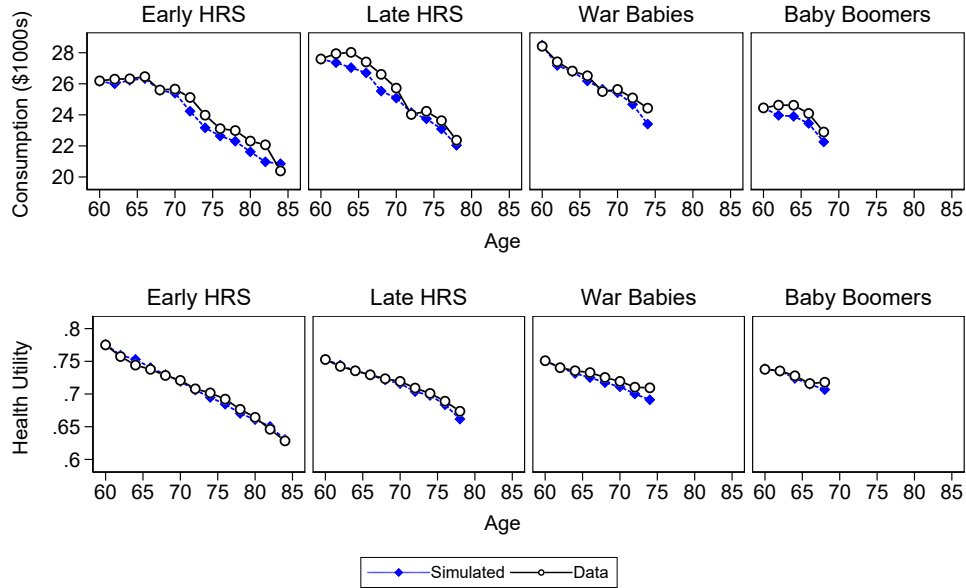 Early HRS
Late HRS
War Babies
Baby Boomers
Consumption ($1000s)
28
26
24
22
20
60 65 70 75 80 85 60 65 70 75 80 85 60 65 70 75 80 85 60 65 70 75 80 85
Age
Early HRS
Late HRS
War Babies
Baby Boomers
Health Utility
.8
.75
.7
.65
.6
60 65 70 75 80 85 60 65 70 75 80 85 60 65 70 75 80 85 60 65 70 75 80 85
Age
Simulated
Data